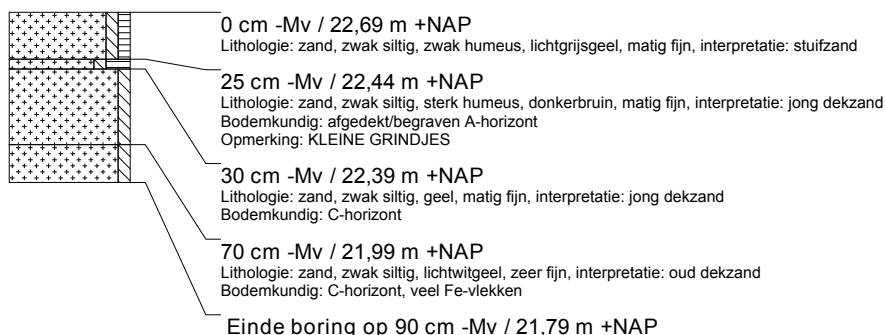 0 cm -Mv / 22,69 m +NAP
Lithologie: zand, zwak siltig, zwak humeus, lichtgrijsgeel, matig fijn, interpretatie: stuifzand
25 cm -Mv / 22,44 m +NAP
Lithologie: zand, zwak siltig, sterk humeus, donkerbruin, matig fijn, interpretatie: jong dekzand
Bodemkundig: afgedekt/begraven A-horizont
Opmerking: KLEINE GRINDJES
30 cm -Mv / 22,39 m +NAP
Lithologie: zand, zwak siltig, geel, matig fijn, interpretatie: jong dekzand
Bodemkundig: C-horizont
70 cm -Mv / 21,99 m +NAP
Lithologie: zand, zwak siltig, lichtwitgeel, zeer fijn, interpretatie: oud dekzand
Bodemkundig: C-horizont, veel Fe-vlekken
Einde boring op 90 cm -Mv / 21,79 m +NAP